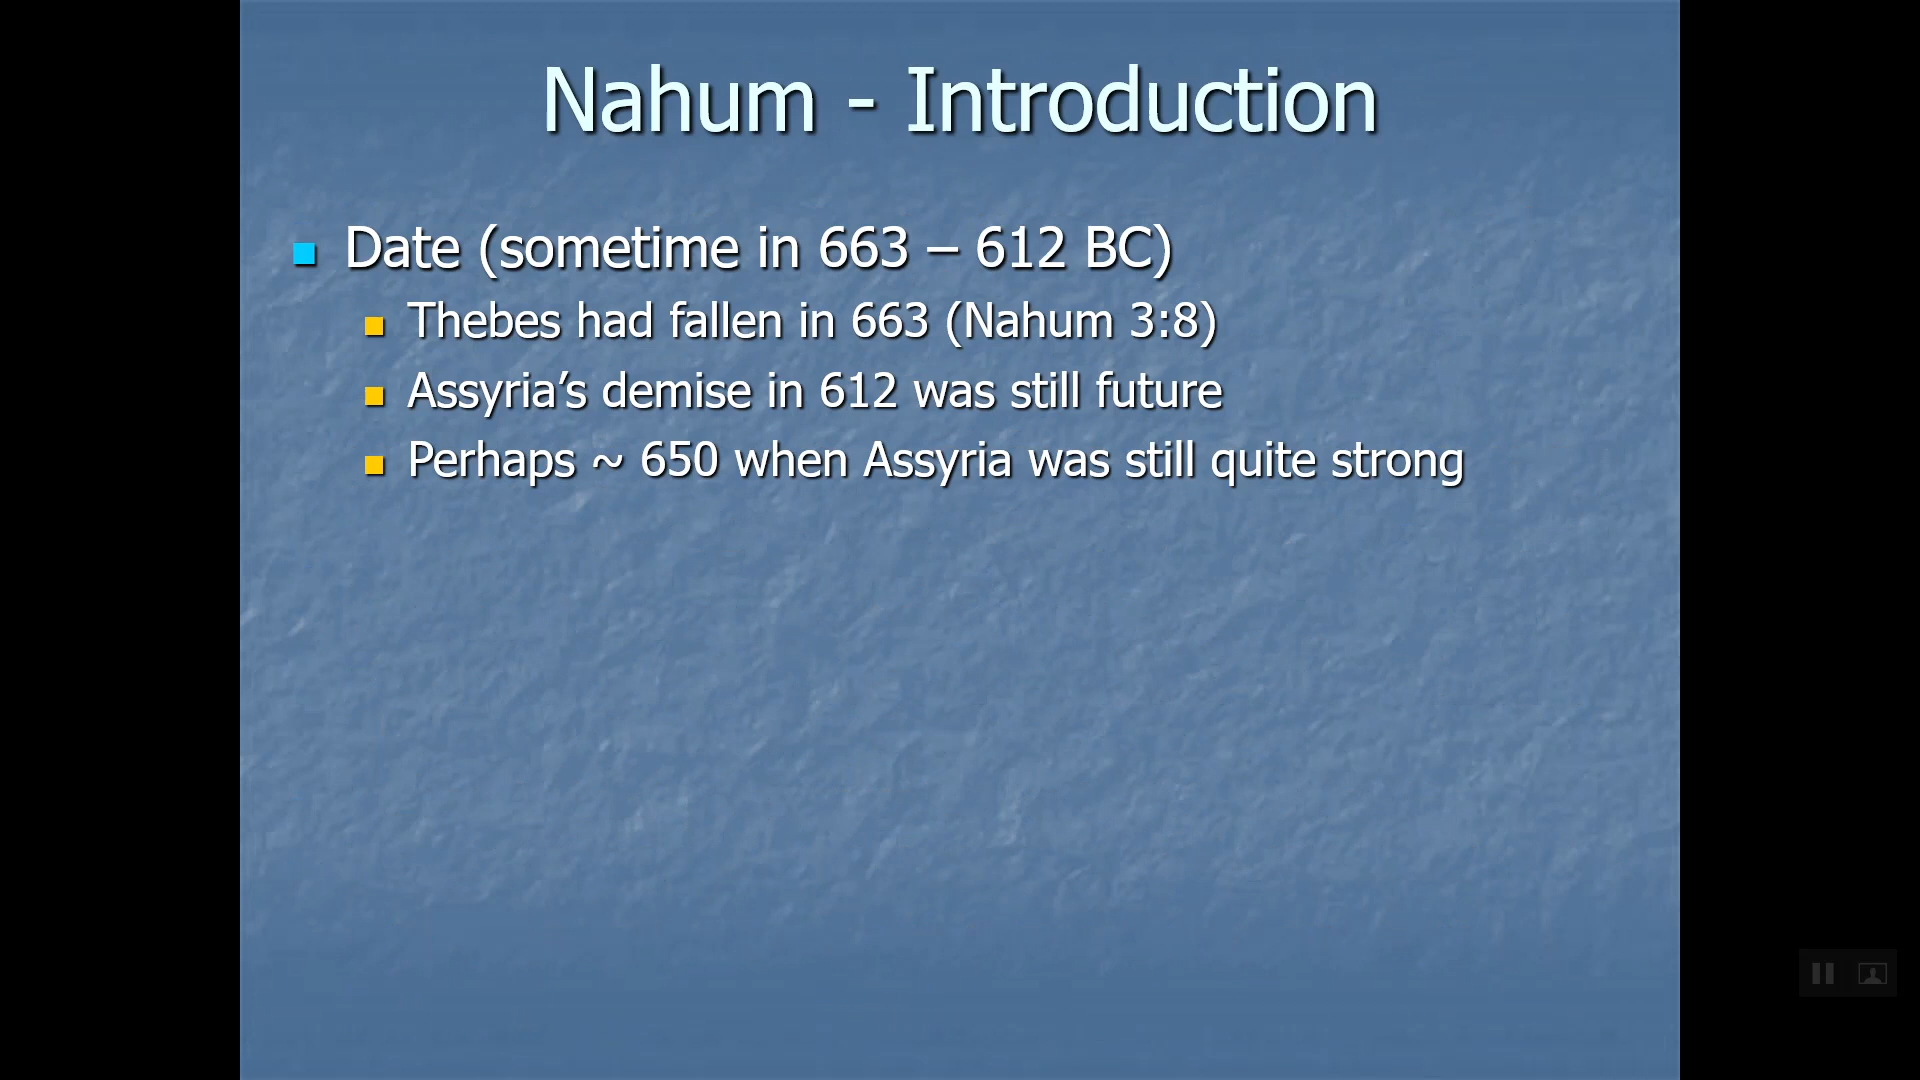 Nahum - Introduction
Date (sometime in 663 – 612 BC)
Thebes had fallen in 663 (Nahum 3:8)
Assyria’s demise in 612 was still future
Perhaps ~ 650 when Assyria was still quite strong